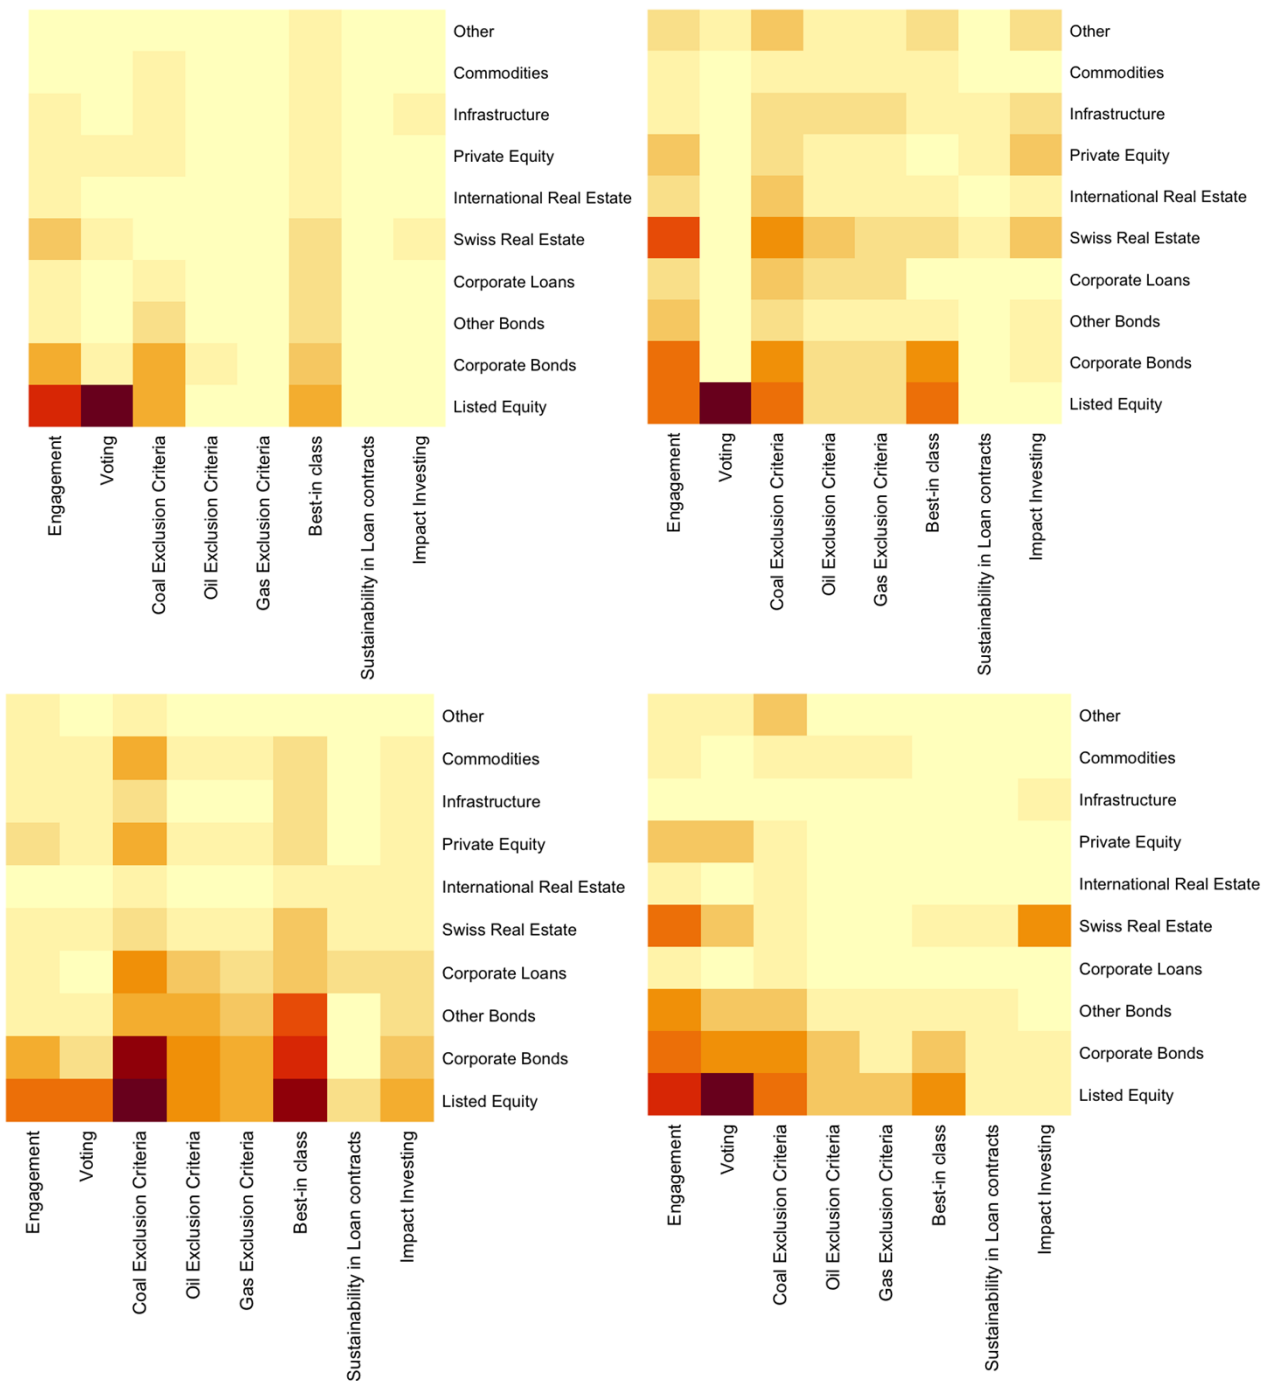 Other
Commodities
Infrastructure
Private Equity
International Real Estate
Swiss Real Estate
Corporate Loans
Other Bonds
Corporate Bonds
Listed Equity
Engagement
Voting
Coal Exclusion Criteria
Oil Exclusion Criteria
Gas Exclusion Criteria
Best-in class
Sustainability in Loan contracts
Impact Investing
Other
Commodities
Infrastructure
Private Equity
International Real Estate
Swiss Real Estate
Corporate Loans
Other Bonds
Corporate Bonds
Listed Equity
Engagement
Voting
Coal Exclusion Criteria
Oil Exclusion Criteria
Gas Exclusion Criteria
Best-in class
Sustainability in Loan contracts
Impact Investing
Other
Commodities
Infrastructure
Private Equity
International Real Estate
Swiss Real Estate
Corporate Loans
Other Bonds
Corporate Bonds
Listed Equity
Engagement
Voting
Coal Exclusion Criteria
Oil Exclusion Criteria
Gas Exclusion Criteria
Best-in class
Sustainability in Loan contracts
Impact Investing
Other
Commodities
Infrastructure
Private Equity
International Real Estate
Swiss Real Estate
Corporate Loans
Other Bonds
Corporate Bonds
Listed Equity
Engagement
Voting
Coal Exclusion Criteria
Oil Exclusion Criteria
Gas Exclusion Criteria
Best-in class
Sustainability in Loan contracts
Impact Investing